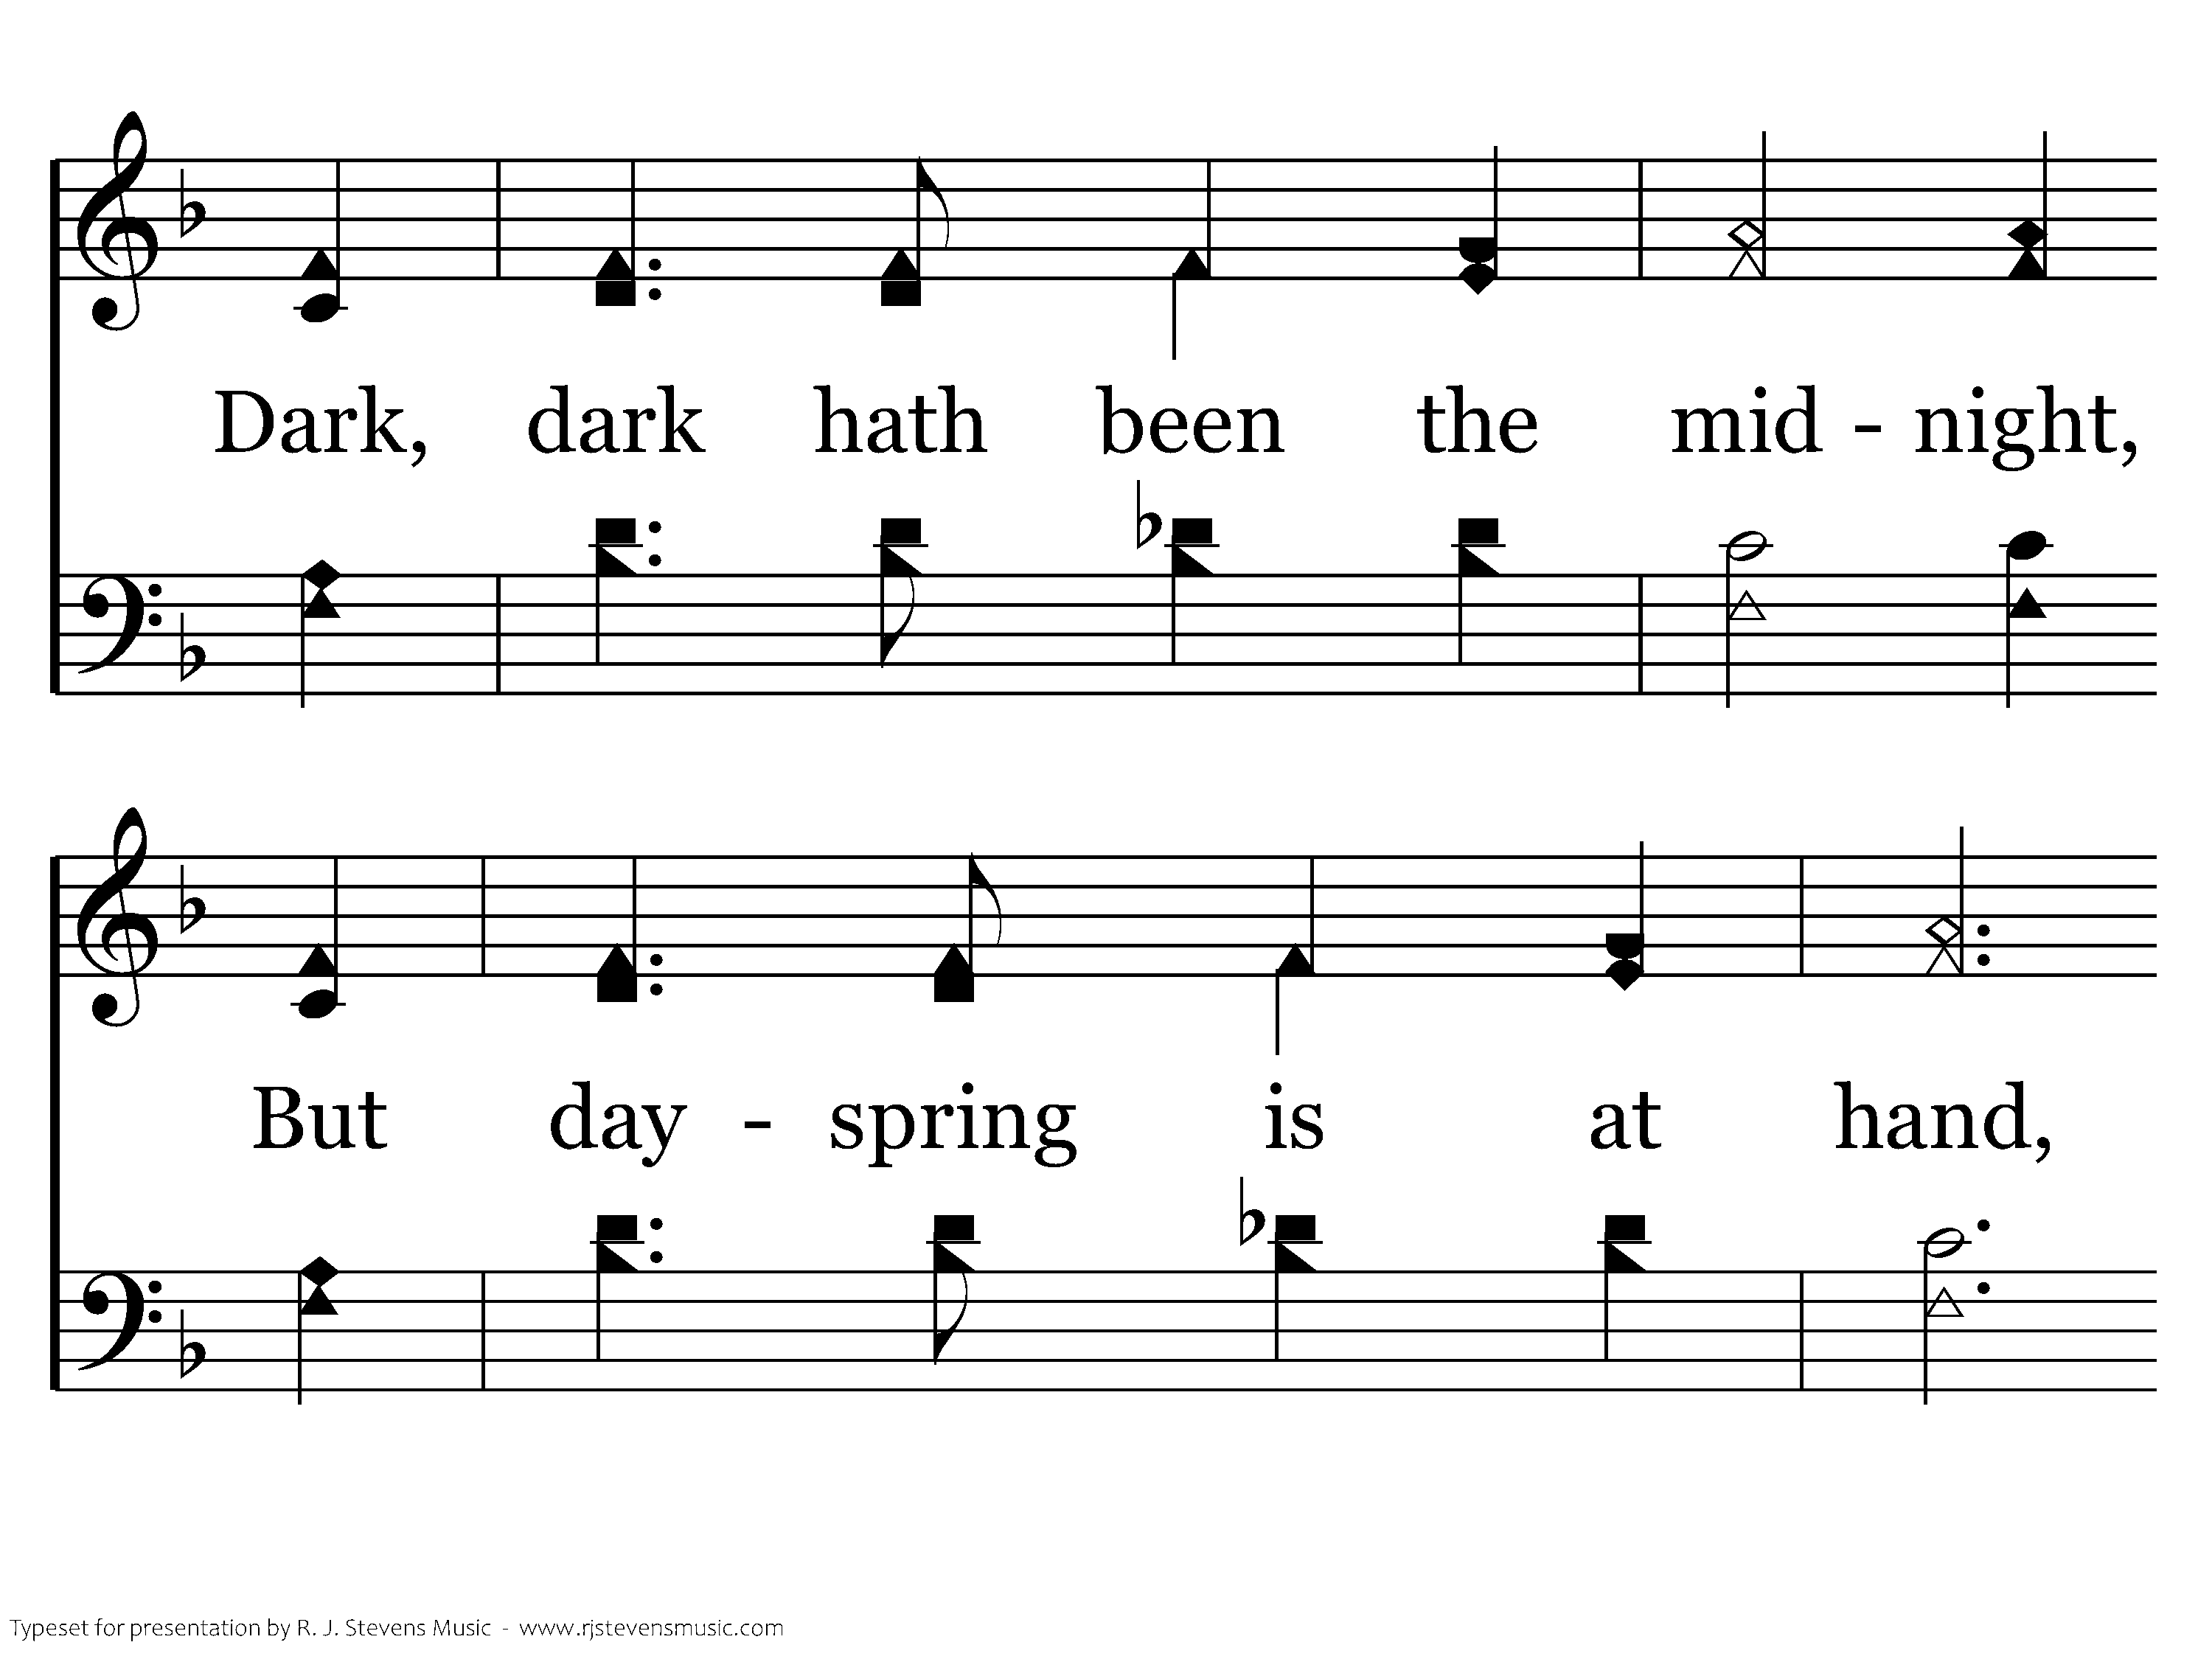 Dark, dark hath been the mid - night,
But day - spring is at hand,
Typeset for presentation by R. J. Stevens Music - www.rjstevensmusic.com